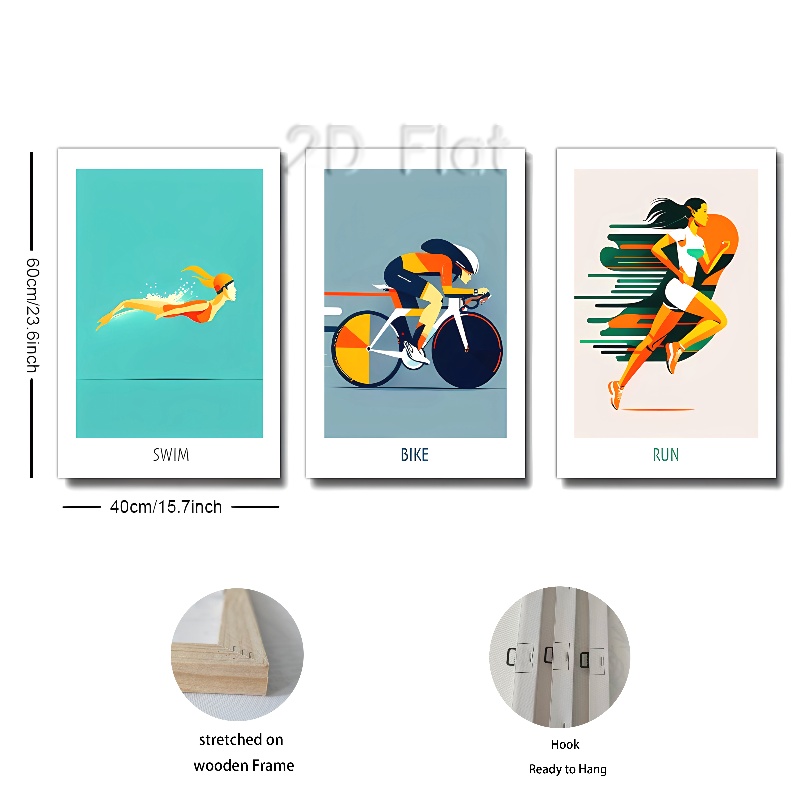 2D Flat
60cm/23.6inch
SWIM
BIKE
RUN
40cm/15.7inch
stretched on
wooden Frame
Hook
Ready to Hang